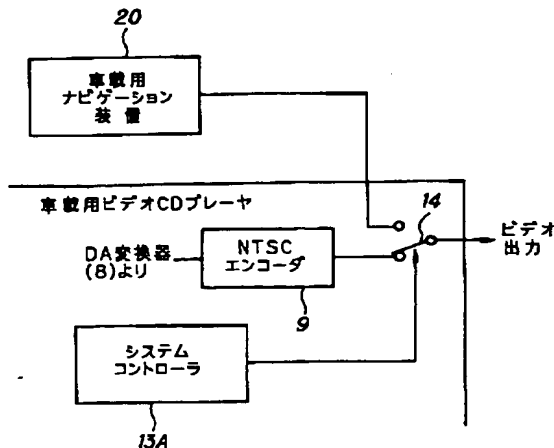 20
車載用
ナビゲーション
装置
車載用ビデオCDプレーヤ
14
ビデオ
出力
DA変換器
(8)より
NTSC
エンコーダ
9
システム
コントローラ
13A